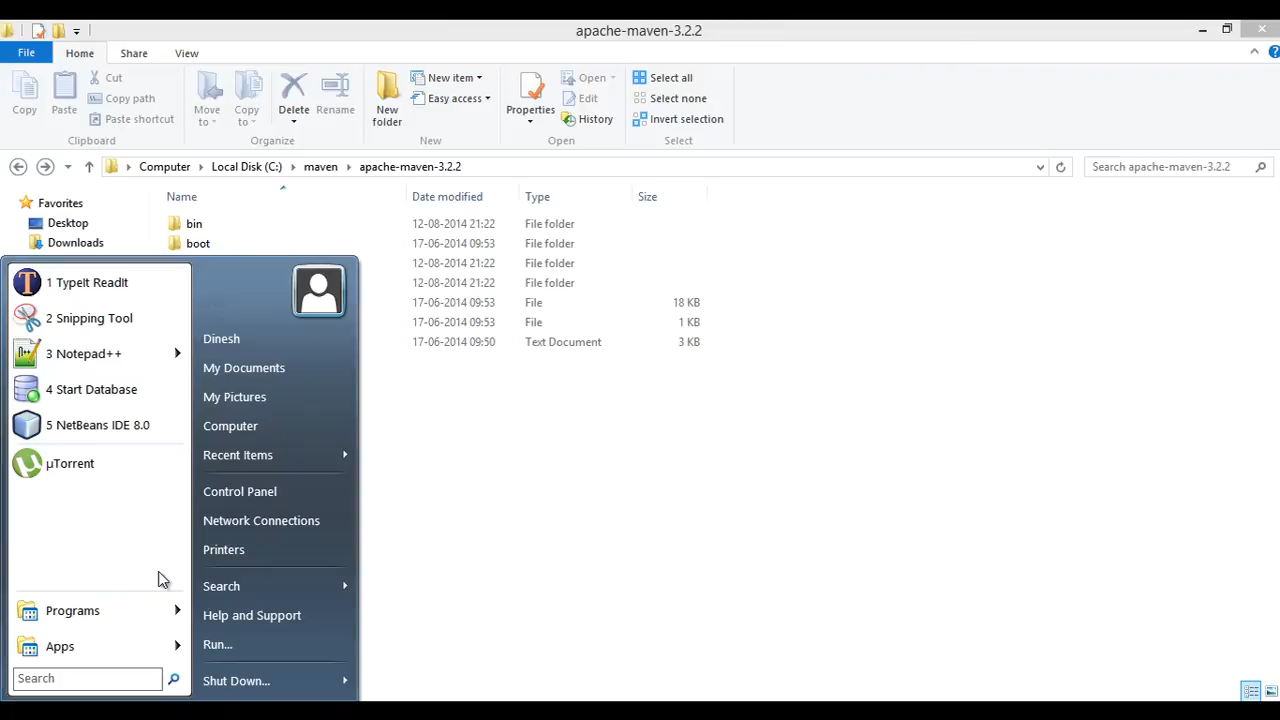 apache-maven-3.2.2
File Home Share View
Copy
Paste
Cut
Copy path
Paste shortcut
Clipboard
Move to
Copy to
Delete
Rename
Organize
New folder
New item
Easy access
New
Properties
Open
Edit
History
Open
Select all
Select none
Invert selection
Select
Computer Local Disk (C:) maven apache-maven-3.2.2
Search apache-maven-3.2.2
Name Date modified Type Size
Favorites
Desktop
Downloads
bin 12-08-2014 21:22 File folder
boot 17-06-2014 09:53 File folder
12-08-2014 21:22 File folder
12-08-2014 21:22 File folder
17-06-2014 09:53 File 18 KB
17-06-2014 09:53 File 1 KB
17-06-2014 09:50 Text Document 3 KB
1 TypeIt ReadIt
2 Snipping Tool
3 Notepad++
4 Start Database
5 NetBeans IDE 8.0
µTorrent
Programs
Apps
Search
Dinesh
My Documents
My Pictures
Computer
Recent Items
Control Panel
Network Connections
Printers
Search
Help and Support
Run...
Shut Down...